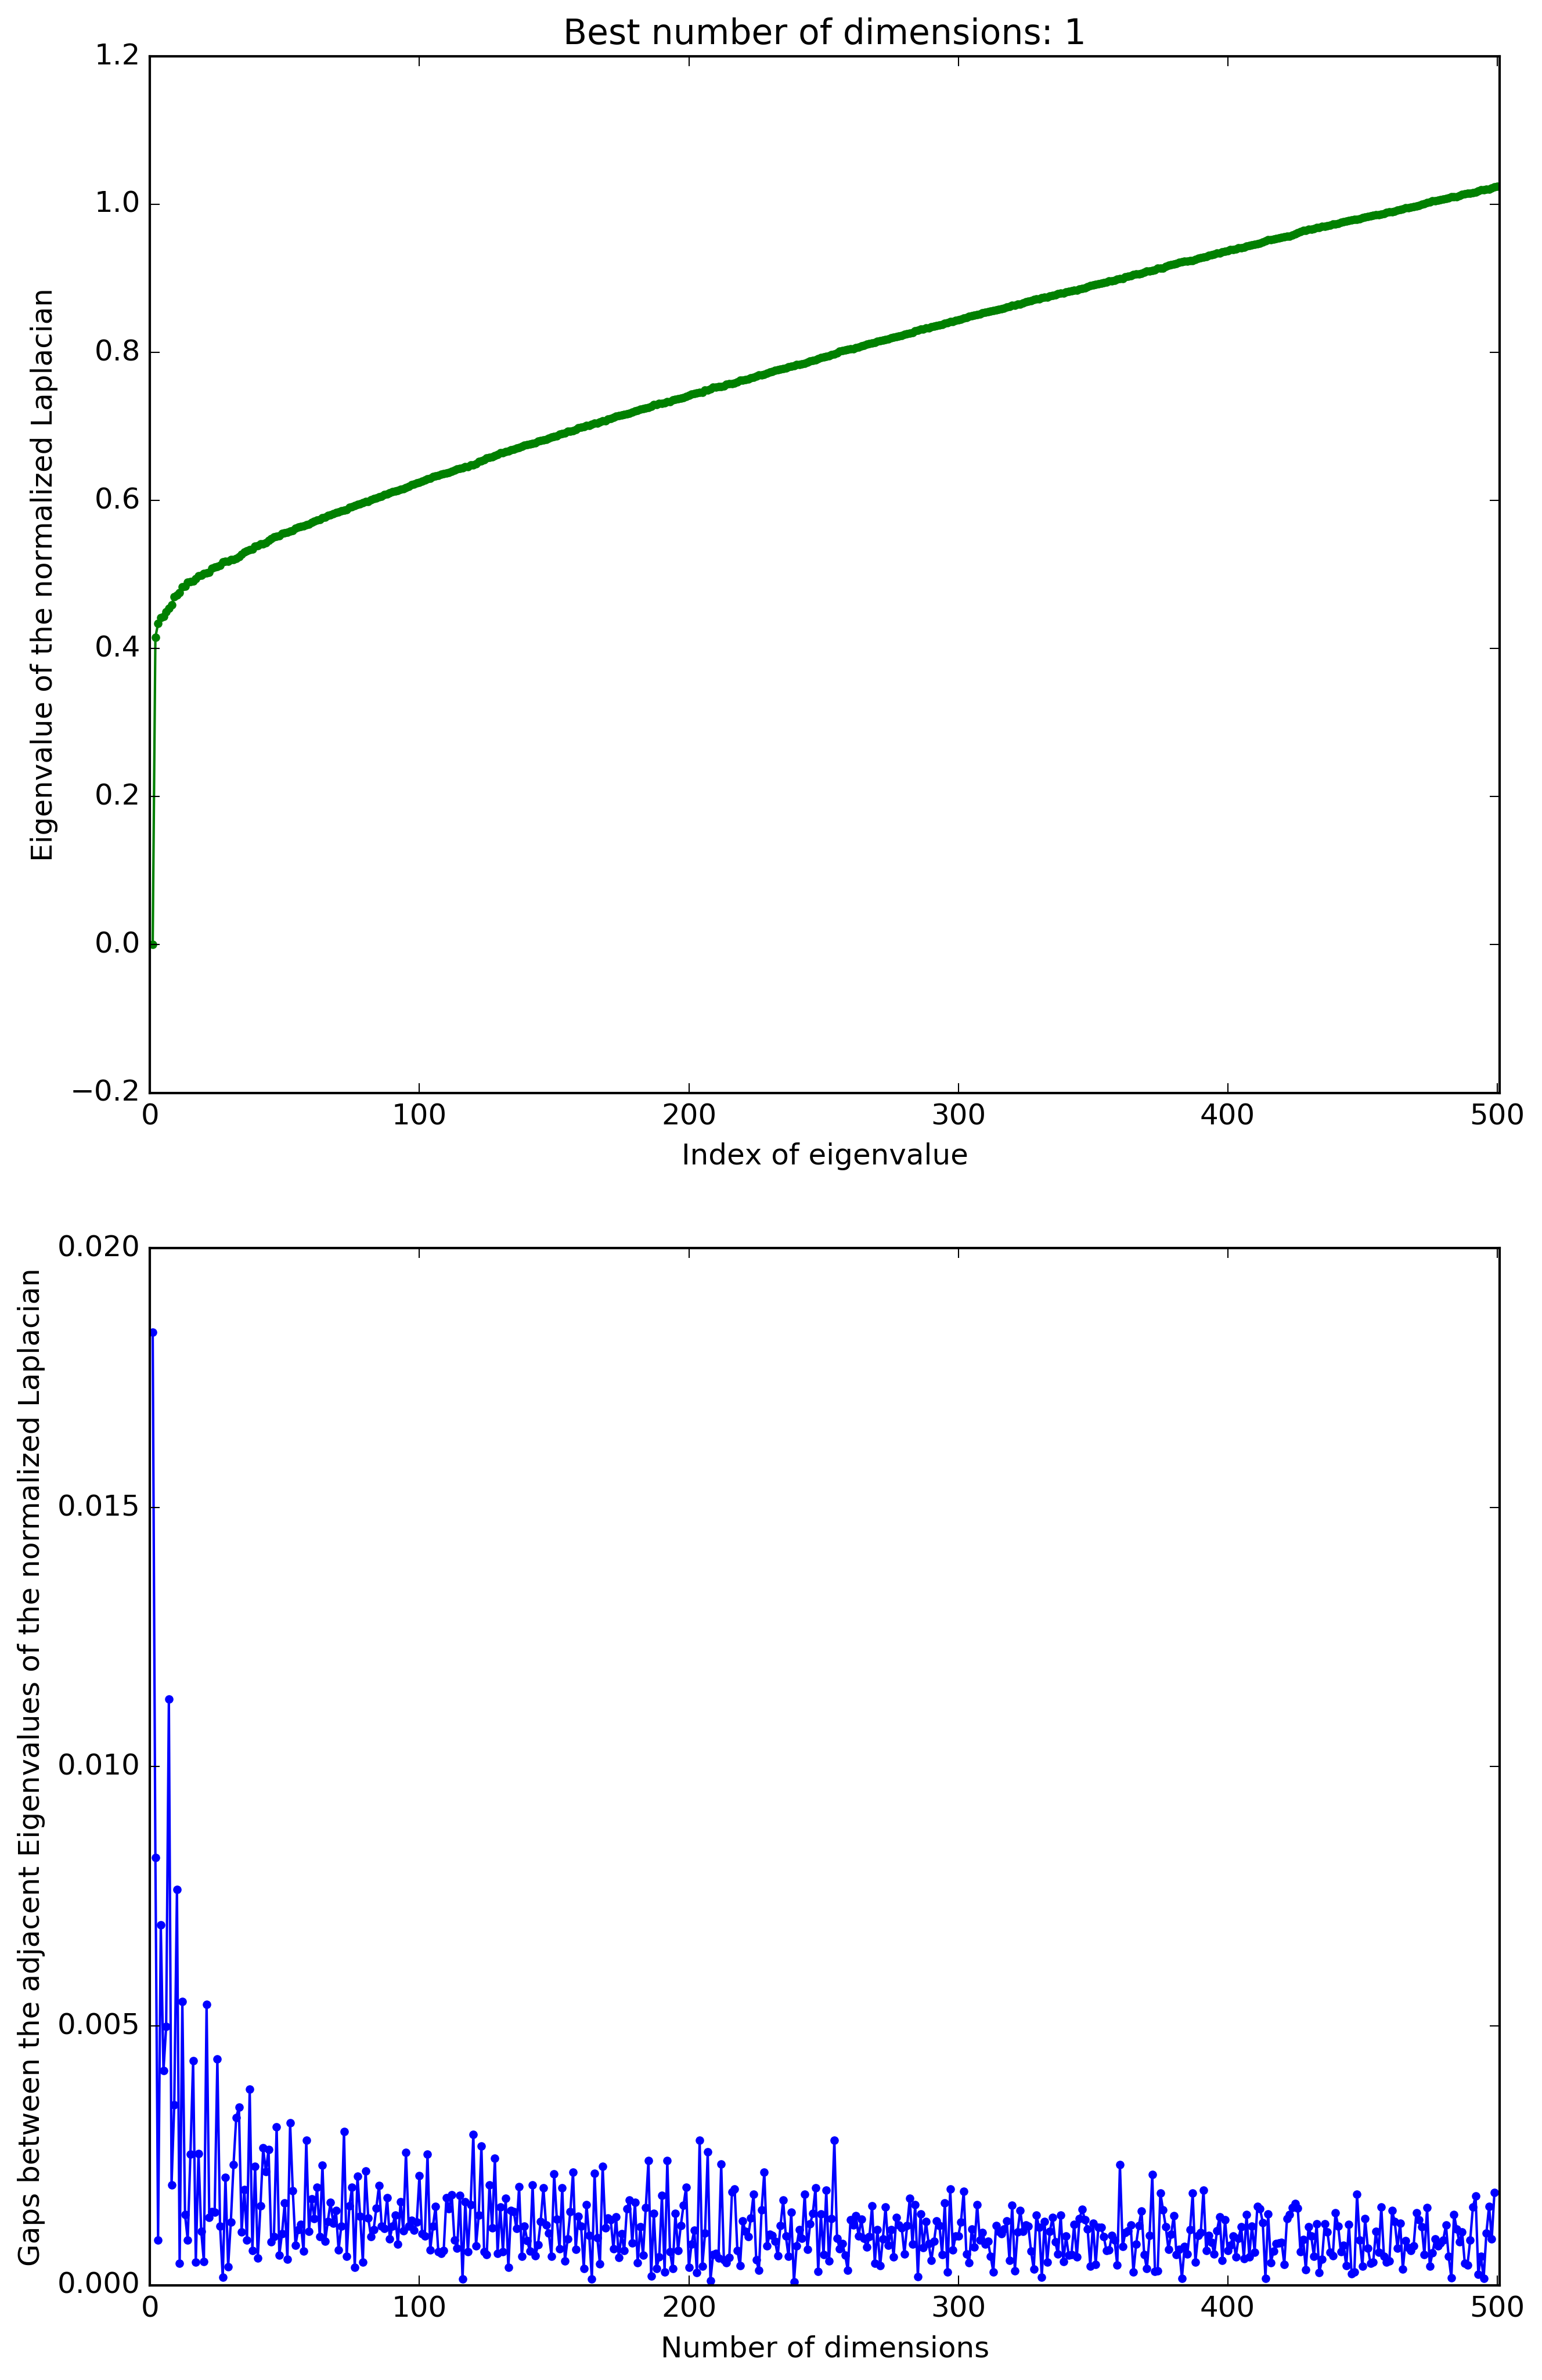 Best number of dimensions: 1
1.2
1.0
0.8
0.6
0.4
0.2
0.0
−0.2
Eigenvalue of the normalized Laplacian
0 100 200 300 400 500
Index of eigenvalue
0.020
0.015
0.010
0.005
0.000
Gaps between the adjacent Eigenvalues of the normalized Laplacian
0 100 200 300 400 500
Number of dimensions